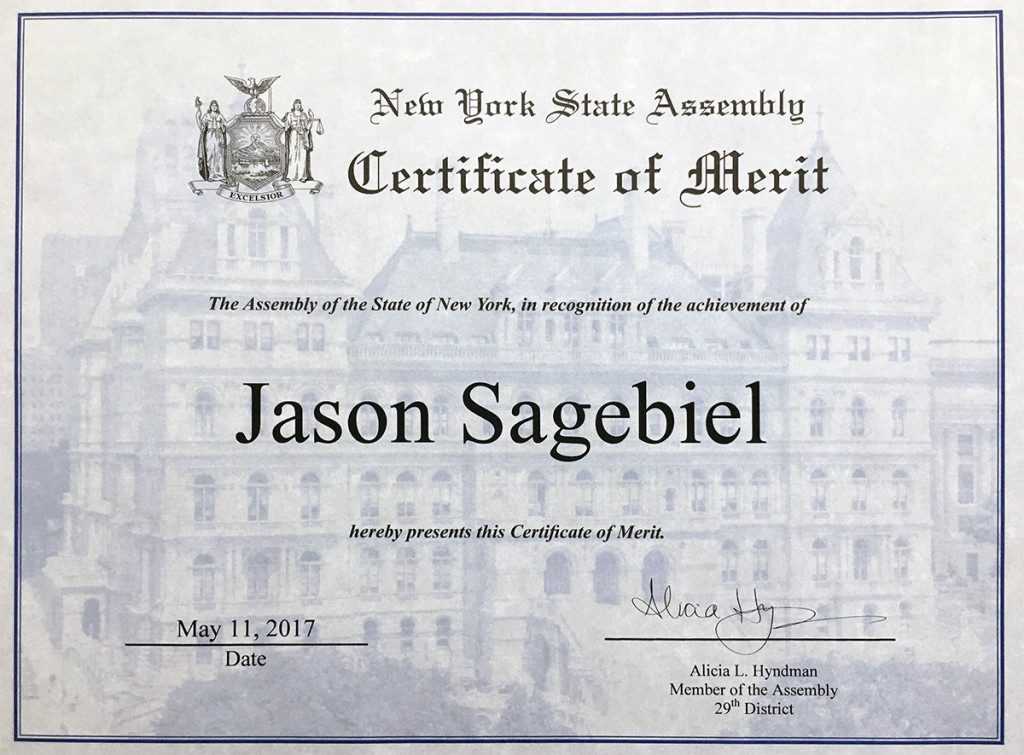 New York State Assembly
Certificate of Merit
EXCELSIOR
The Assembly of the State of New York, in recognition of the achievement of
Jason Sagebiel
hereby presents this Certificate of Merit.
May 11, 2017
Date
Alicia Hy
Alicia L. Hyndman
Member of the Assembly
29th District